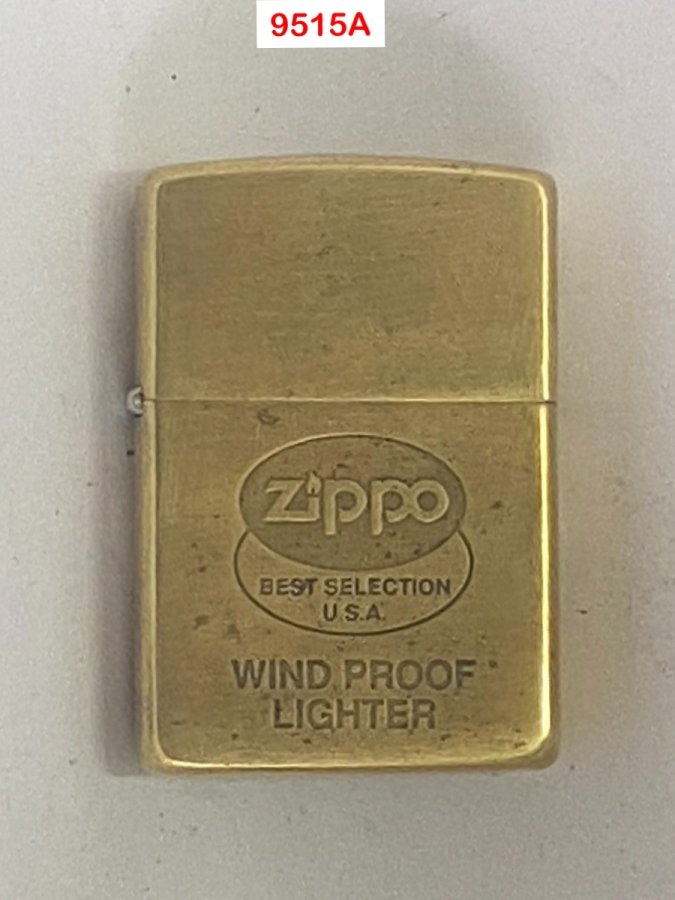 9515A
Zippo
BEST SELECTION
U.S.A.
WIND PROOF
LIGHTER